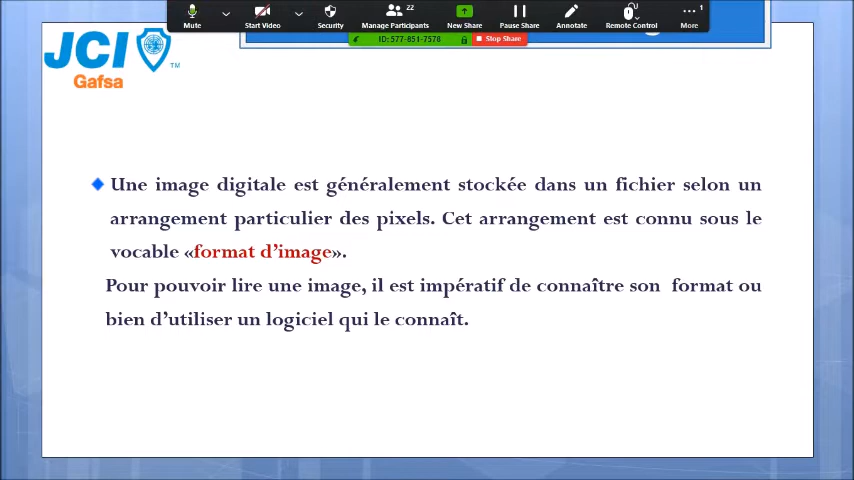 Mute
Start Video
Security
22
Manage Participants
New Share
Pause Share
Annotate
Remote Control
1
More
ID: 577-851-7578
Stop Share
JCI
TM
Gafsa
Une image digitale est généralement stockée dans un fichier selon un
arrangement particulier des pixels. Cet arrangement est connu sous le
vocable «format d’image».
Pour pouvoir lire une image, il est impératif de connaître son format ou
bien d’utiliser un logiciel qui le connaît.